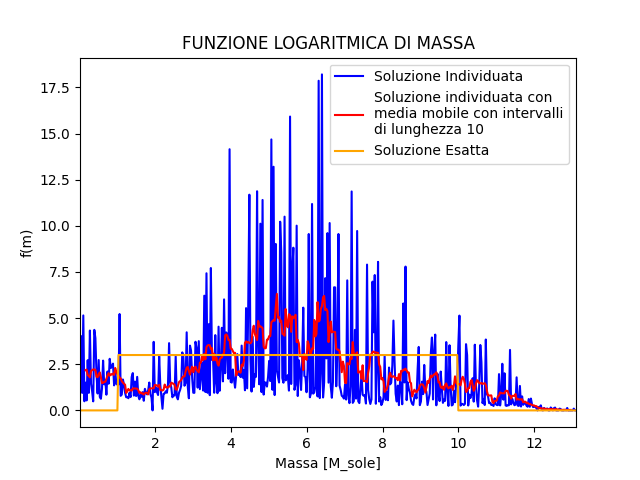 FUNZIONE LOGARITMICA DI MASSA
Soluzione Individuata
Soluzione individuata con
media mobile con intervalli
di lunghezza 10
Soluzione Esatta
f(m)
17.5
15.0
12.5
10.0
7.5
5.0
2.5
0.0
2 4 6 8 10 12
Massa [M_sole]